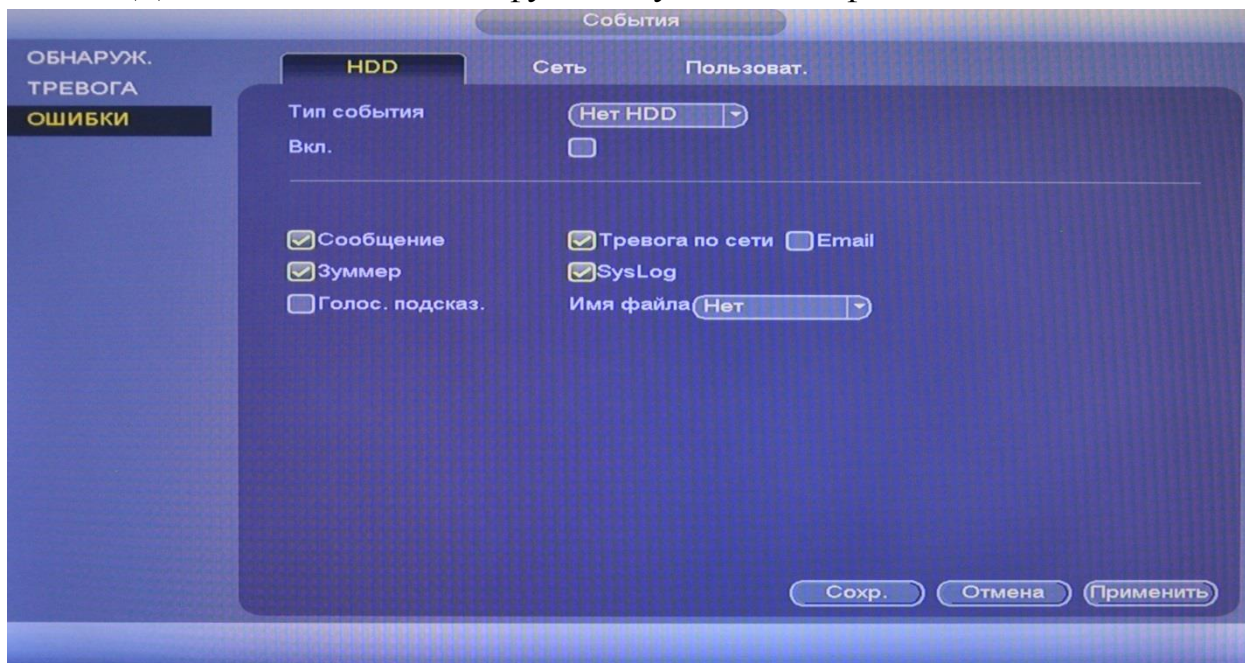 События
ОБНАРУЖ.
ТРЕВОГА
ОШИБКИ
HDD Сеть Пользоват.
Тип события Нет HDD
Вкл.
Сообщение Тревога по сети Email
Зуммер SysLog
Голос. подсказ. Имя файла Нет
Сохр. Отмена Применить